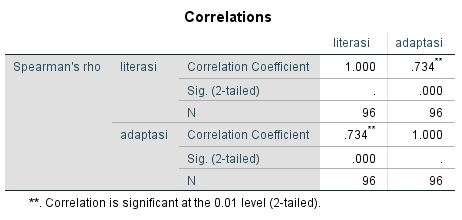 Correlations
literasi adaptasi
Spearman's rho literasi Correlation Coefficient 1.000 .734**
Sig. (2-tailed) . .000
N 96 96
adaptasi Correlation Coefficient .734** 1.000
Sig. (2-tailed) .000 .
N 96 96
**. Correlation is significant at the 0.01 level (2-tailed).